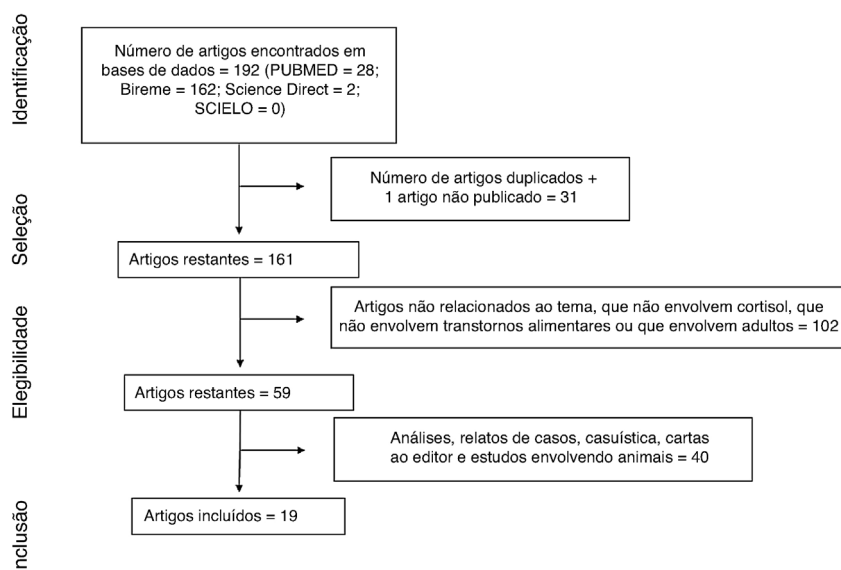 Identificação
Número de artigos encontrados em
bases de dados = 192 (PUBMED = 28;
Bireme = 162; Science Direct = 2;
SCIELO = 0)
Número de artigos duplicados +
1 artigo não publicado = 31
Seleção
Artigos restantes = 161
Artigos não relacionados ao tema, que não envolvem cortisol, que
não envolvem transtornos alimentares ou que envolvem adultos = 102
Elegibilidade
Artigos restantes = 59
Análises, relatos de casos, casuística, cartas
ao editor e estudos envolvendo animais = 40
nclusão
Artigos incluídos = 19